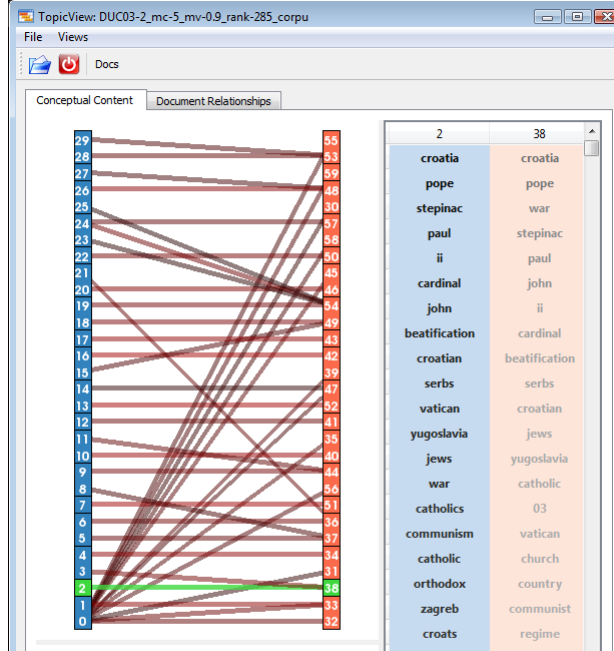 TopicView: DUC03-2_mc-5_mv-0.9_rank-285_corpu
File Views
Docs
Conceptual Content Document Relationships
29 55
28 53
27 59
26 48
25 30
24 57
23 58
22 50
21 45
20 46
19 54
18 49
17 43
16 42
15 39
14 47
13 52
12 41
11 35
10 40
9 44
8 56
7 51
6 36
5 37
4 34
3 31
2 38
1 33
0 32
2 38
croatia croatia
pope pope
stepinac war
paul stepinac
ii paul
cardinal john
john ii
beatification cardinal
croatian beatification
serbs serbs
vatican croatian
yugoslavia jews
jews yugoslavia
war catholic
catholics 03
communism vatican
catholic church
orthodox country
zagreb communist
croats regime